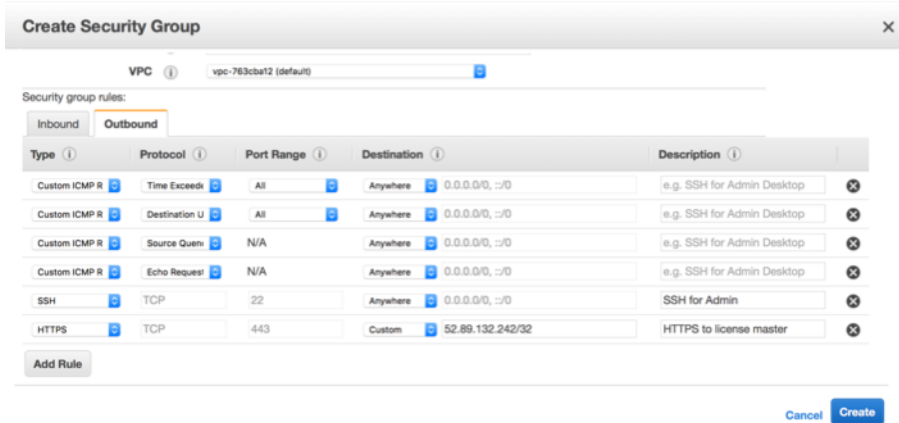 Create Security Group
VPC vpc-763cba12 (default)
Security group rules:
Inbound Outbound
Type Protocol Port Range Destination Description
Custom ICMP R Time Exceede All Anywhere 0.0.0.0/0, ::/0 e.g. SSH for Admin Desktop
Custom ICMP R Destination U All Anywhere 0.0.0.0/0, ::/0 e.g. SSH for Admin Desktop
Custom ICMP R Source Quen N/A Anywhere 0.0.0.0/0, ::/0 e.g. SSH for Admin Desktop
Custom ICMP R Echo Request N/A Anywhere 0.0.0.0/0, ::/0 e.g. SSH for Admin Desktop
SSH TCP 22 Anywhere 0.0.0.0/0, ::/0 SSH for Admin
HTTPS TCP 443 Custom 52.89.132.242/32 HTTPS to license master
Add Rule
Cancel Create